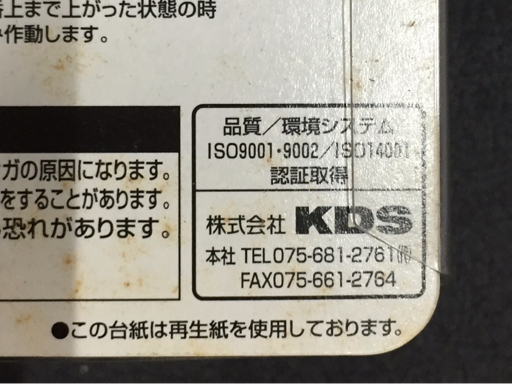 番上まで上がった状態の時
作動します。
ガの原因になります。
をすることがあります。
恐れがあります。
品質／環境システム
ISO9001・9002／ISO14001
認証取得
株式会社 KDS
本社 TEL075-681-2761㈹
FAX075-661-2764
●この台紙は再生紙を使用しております。